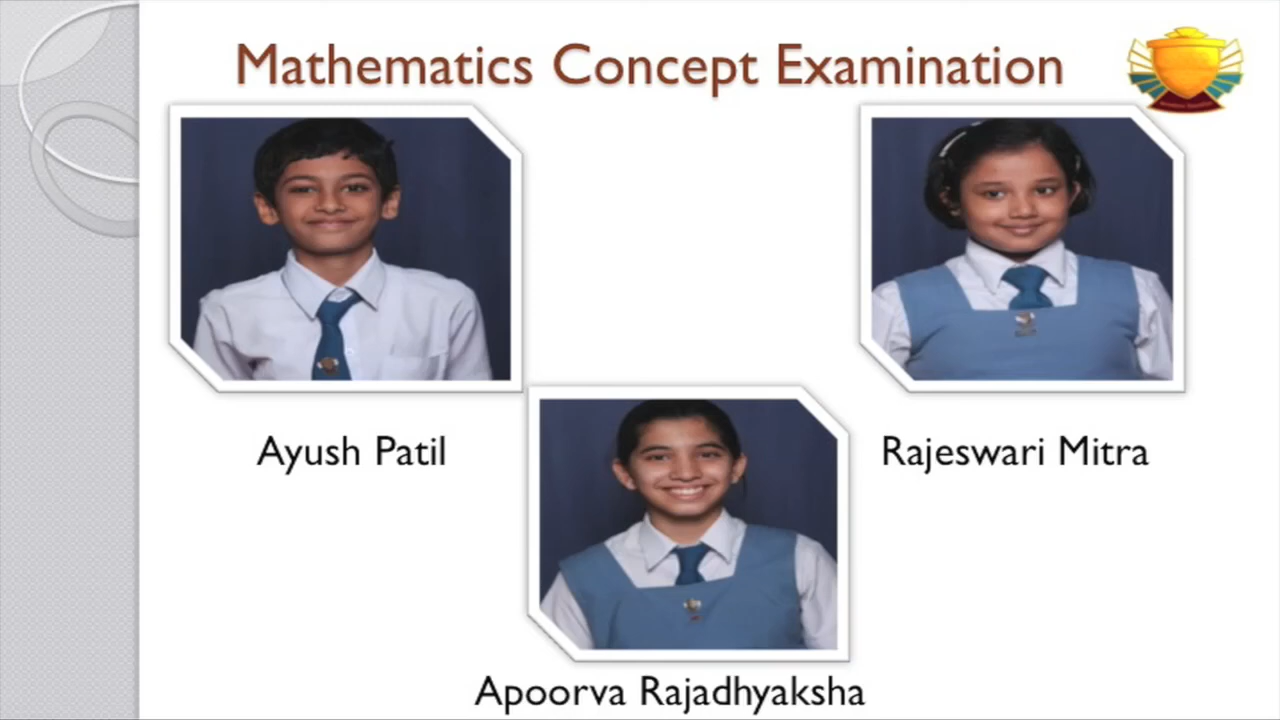 Mathematics Concept Examination
Ayush Patil
Rajeswari Mitra
Apoorva Rajadhyaksha